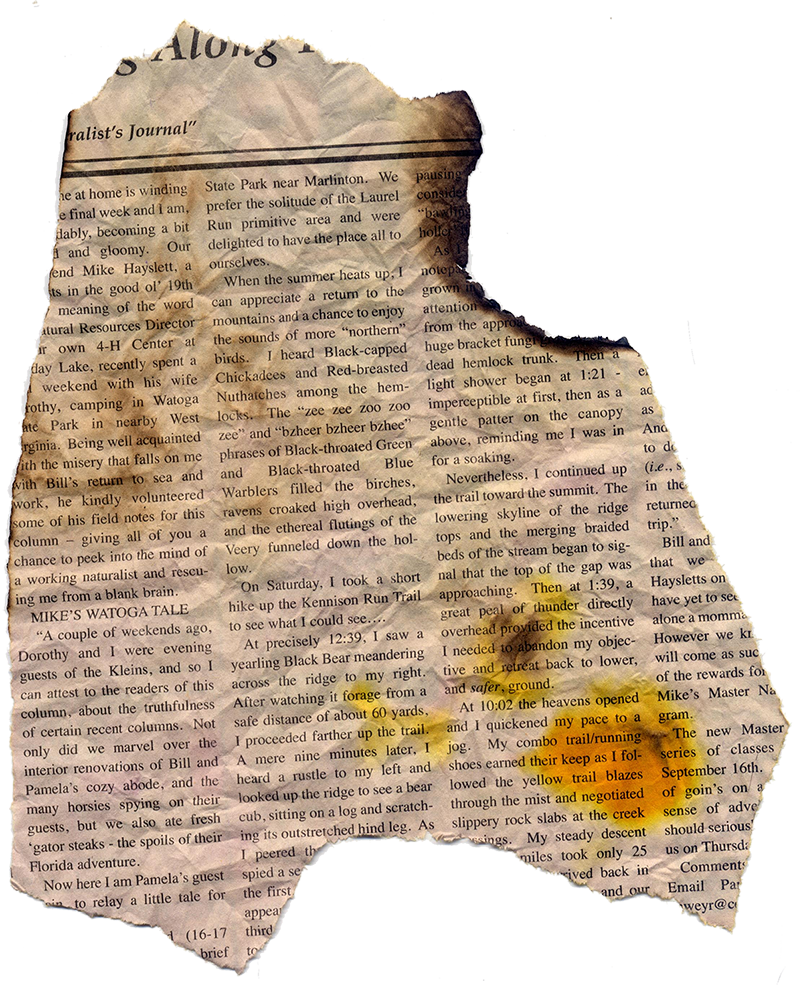 g Along
ralist's Journal"
me at home is winding
e final week and I am,
dably, becoming a bit
and gloomy. Our
end Mike Hayslett, a
ts in the good ol' 19th
meaning of the word
atural Resources Director
ur own 4-H Center at
day Lake, recently spent a
weekend with his wife
rothy, camping in Watoga
ate Park in nearby West
rginia. Being well acquainted
ith the misery that falls on me
with Bill's return to sea and
work, he kindly volunteered
some of his field notes for this
column – giving all of you a
chance to peek into the mind of
a working naturalist and rescu-
ing me from a blank brain.
MIKE'S WATOGA TALE
"A couple of weekends ago,
Dorothy and I were evening
guests of the Kleins, and so I
can attest to the readers of this
column, about the truthfulness
of certain recent columns. Not
only did we marvel over the
interior renovations of Bill and
Pamela's cozy abode, and the
many horsies spying on their
guests, but we also ate fresh
'gator steaks - the spoils of their
Florida adventure.
Now here I am Pamela's guest
to relay a little tale for
(16-17
brief
State Park near Marlinton. We
prefer the solitude of the Laurel
Run primitive area and were
delighted to have the place all to
ourselves.
When the summer heats up, I
can appreciate a return to the
mountains and a chance to enjoy
the sounds of more "northern"
birds. I heard Black-capped
Chickadees and Red-breasted
Nuthatches among the hem-
locks. The "zee zee zoo zoo
zee" and "bzheer bzheer bzhee"
phrases of Black-throated Green
and Black-throated Blue
Warblers filled the birches,
ravens croaked high overhead,
and the ethereal flutings of the
Veery funneled down the hol-
low.
On Saturday, I took a short
hike up the Kennison Run Trail
to see what I could see….
At precisely 12:39, I saw a
yearling Black Bear meandering
across the ridge to my right.
After watching it forage from a
safe distance of about 60 yards,
I proceeded farther up the trail.
A mere nine minutes later, I
heard a rustle to my left and
looked up the ridge to see a bear
cub, sitting on a log and scratch-
ing its outstretched hind leg. As
I peered th
spied a se
the first
appea
third
to
pausing
conside
"bawling
holle
As I
notep
grown in
attention
from the approa
huge bracket fungi
dead hemlock trunk. Then a
light shower began at 1:21 -
imperceptible at first, then as a
gentle patter on the canopy
above, reminding me I was in
for a soaking.
Nevertheless, I continued up
the trail toward the summit. The
lowering skyline of the ridge
tops and the merging braided
beds of the stream began to sig-
nal that the top of the gap was
approaching. Then at 1:39, a
great peal of thunder directly
overhead provided the incentive
I needed to abandon my objec-
tive and retreat back to lower,
and safer, ground.
At 10:02 the heavens opened
and I quickened my pace to a
jog. My combo trail/running
shoes earned their keep as I fol-
lowed the yellow trail blazes
through the mist and negotiated
slippery rock slabs at the creek
ssings. My steady descent
miles took only 25
rived back in
and our
e
ad
as
And
to do
(i.e., s
in the
returned
trip."
Bill and
that we
Hayslets on
have yet to see
alone a momma
However we kn
will come as suc
of the rewards for
Mike's Master Na
gram.
The new Master
series of classes
September 16th.
of goin's on a
sense of adve
should serious
us on Thursda
Comments
Email Pa
weyr@c